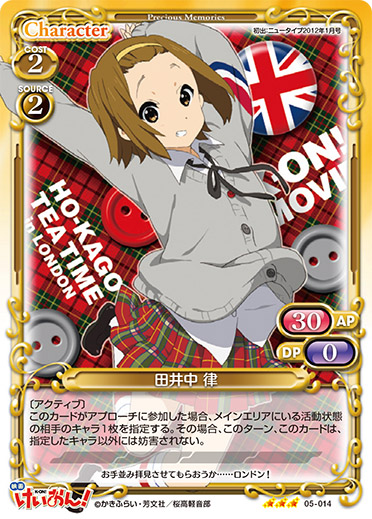 Precious Memories
Character
初出:ニュータイプ2012年1月号
COST
2
SOURCE
2
HO-KAGO
TEA TIME
in LONDON
ON!
MOVI
30 AP
DP 0
田井中 律
[アクティブ]
このカードがアプローチに参加した場合、メインエリアにいる活動状態
の相手のキャラ1枚を指定する。その場合、このターン、このカードは、
指定したキャラ以外には妨害されない。
お手並み拝見させてもらおうか……ロンドン!
映画
けいおん!
K-ON!
©かきふらい・芳文社/桜高軽音部
★★★ 05-014